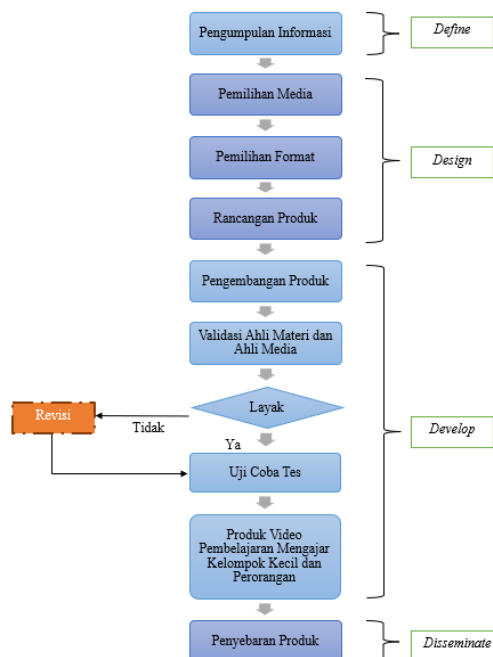 Pengumpulan Informasi
Define
Pemilihan Media
Pemilihan Format
Design
Rancangan Produk
Pengembangan Produk
Validasi Ahli Materi dan
Ahli Media
Layak
Revisi
Tidak
Ya
Develop
Uji Coba Tes
Produk Video
Pembelajaran Mengajar
Kelompok Kecil dan
Perorangan
Penyebaran Produk
Disseminate